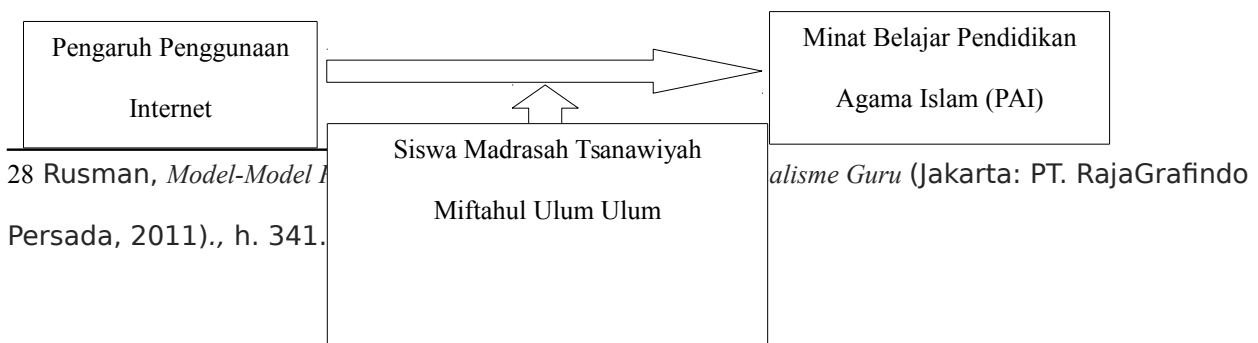 Pengaruh Penggunaan
Internet
Minat Belajar Pendidikan
Agama Islam (PAI)
Siswa Madrasah Tsanawiyah
Miftahul Ulum Ulum
28 Rusman, Model-Model alisme Guru (Jakarta: PT. RajaGrafindo
Persada, 2011)., h. 341.